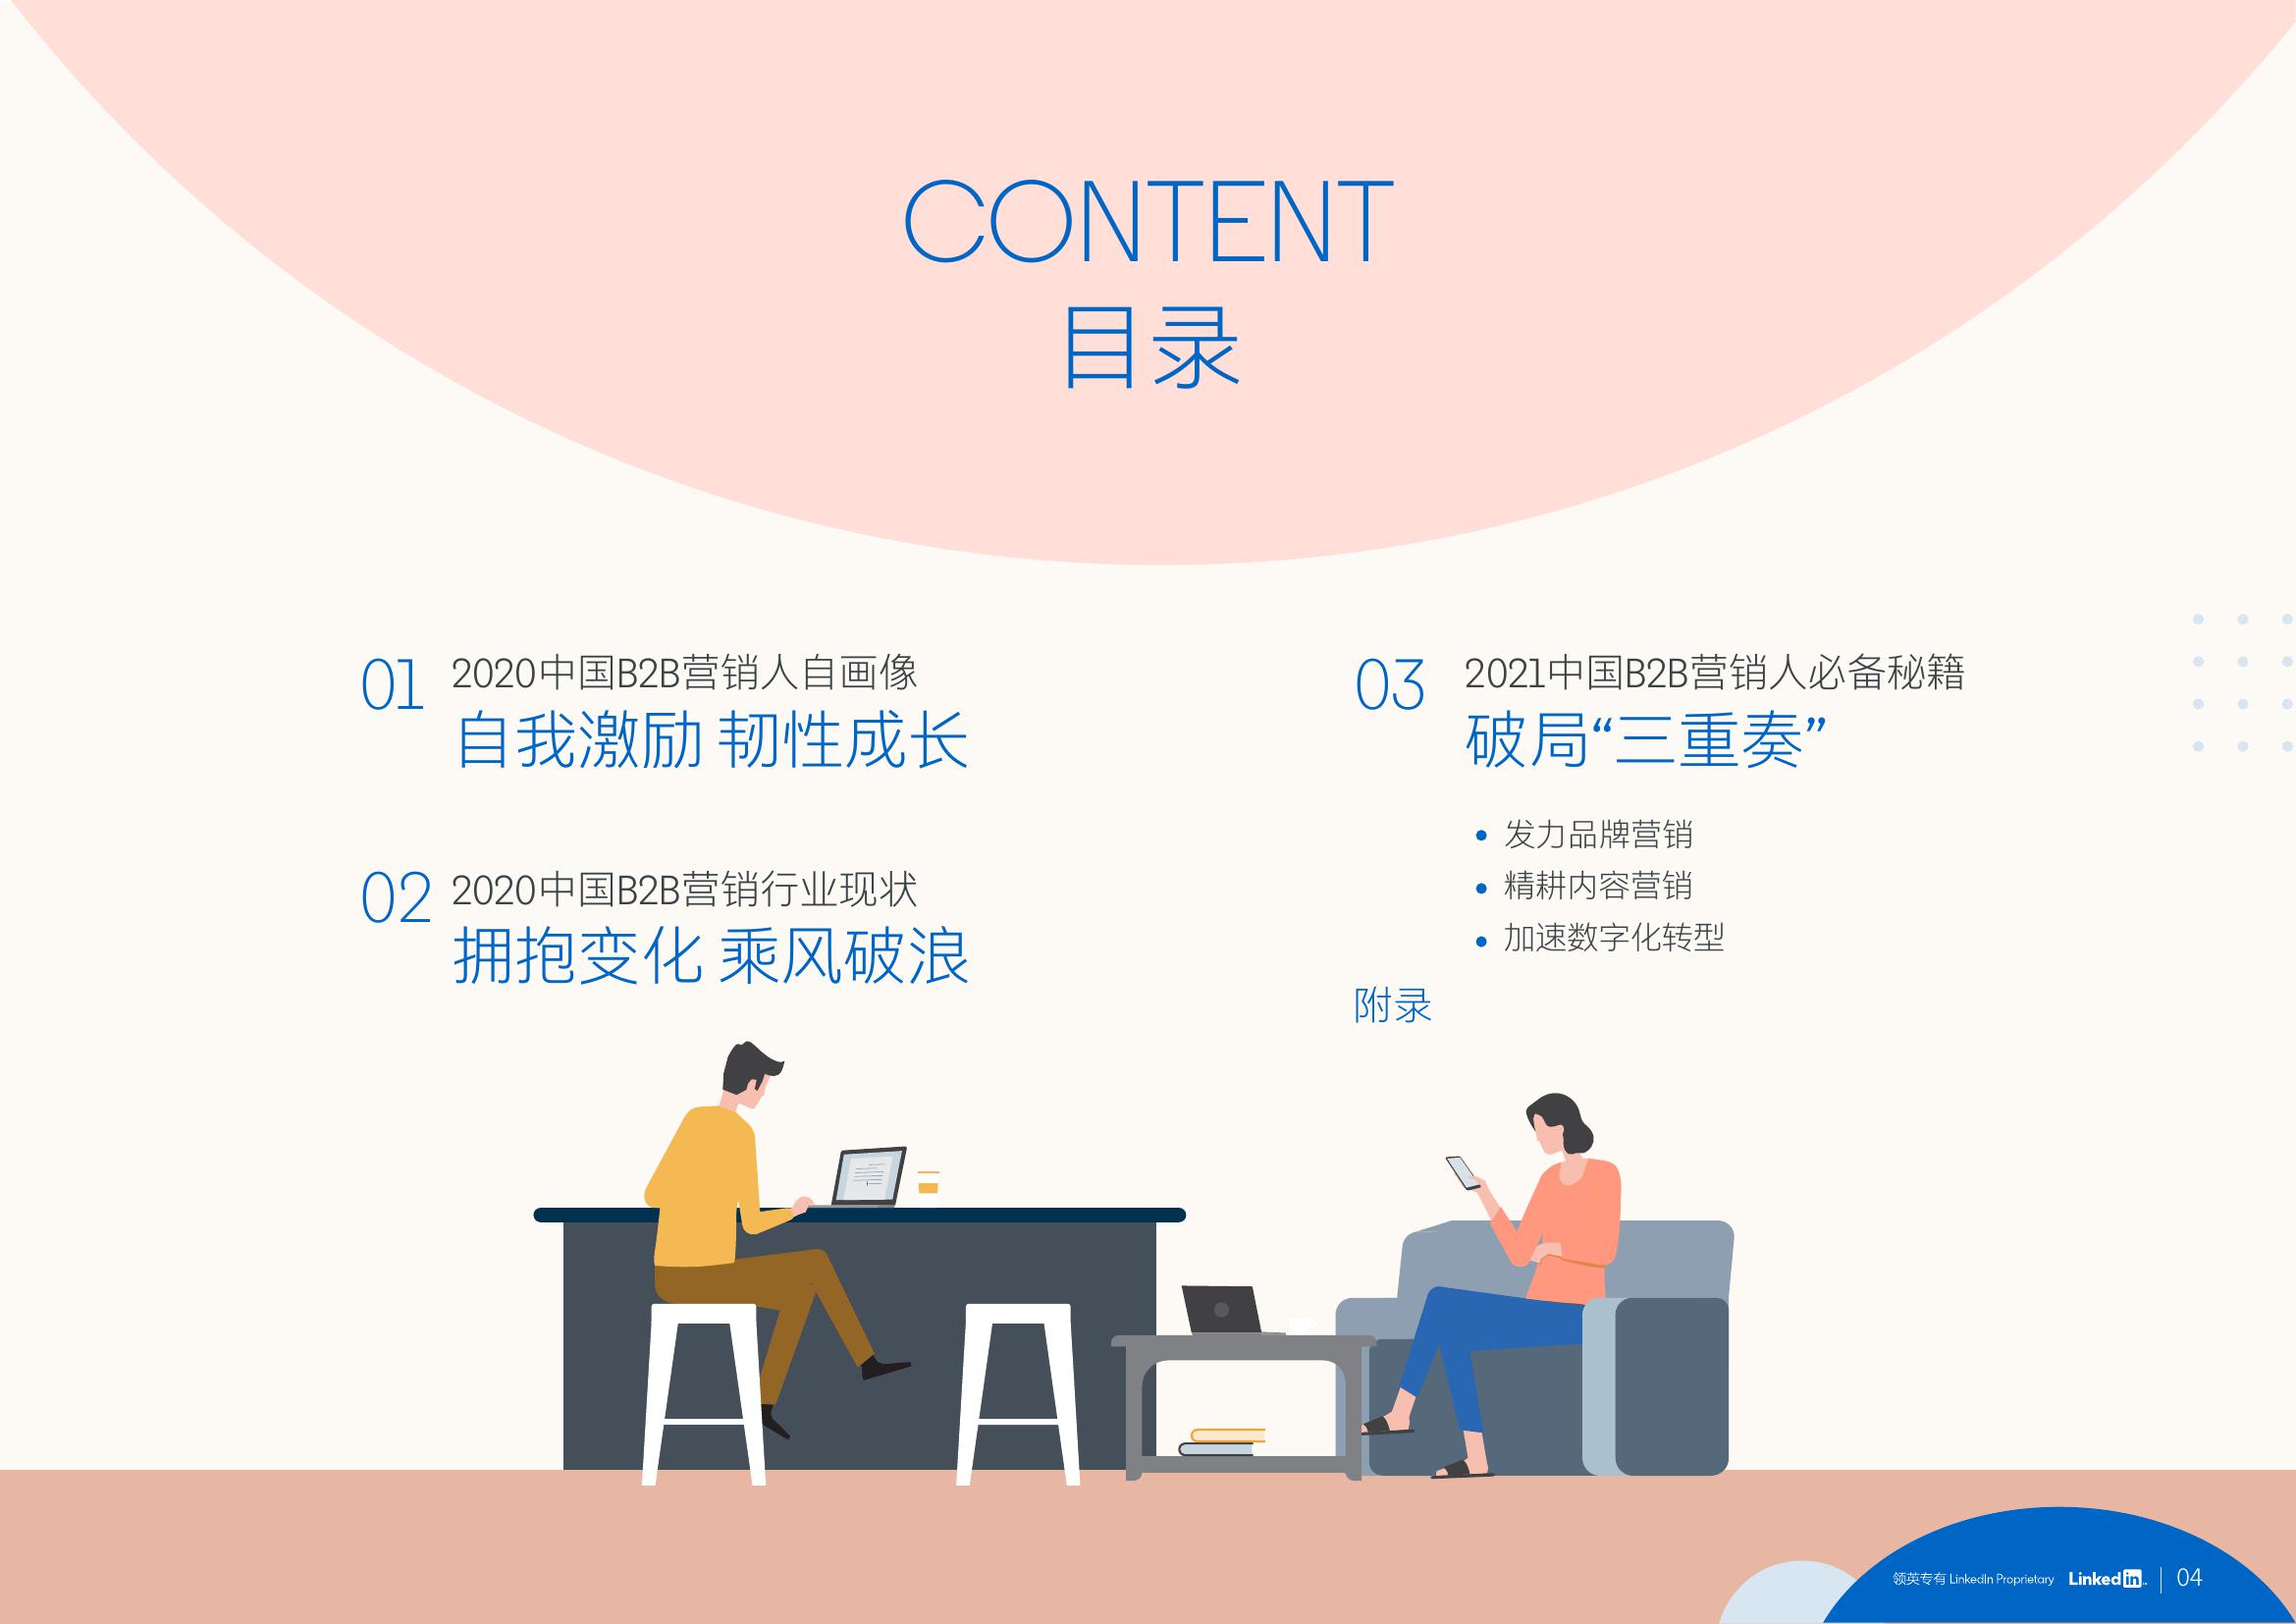 CONTENT
目录
01
2020中国B2B营销人自画像
自我激励 韧性成长
02
2020中国B2B营销行业现状
拥抱变化 乘风破浪
03
2021中国B2B营销人必备秘籍
破局“三重奏”
• 发力品牌营销
• 精耕内容营销
• 加速数字化转型
附录
领英专有 LinkedIn Proprietary LinkedIn 04